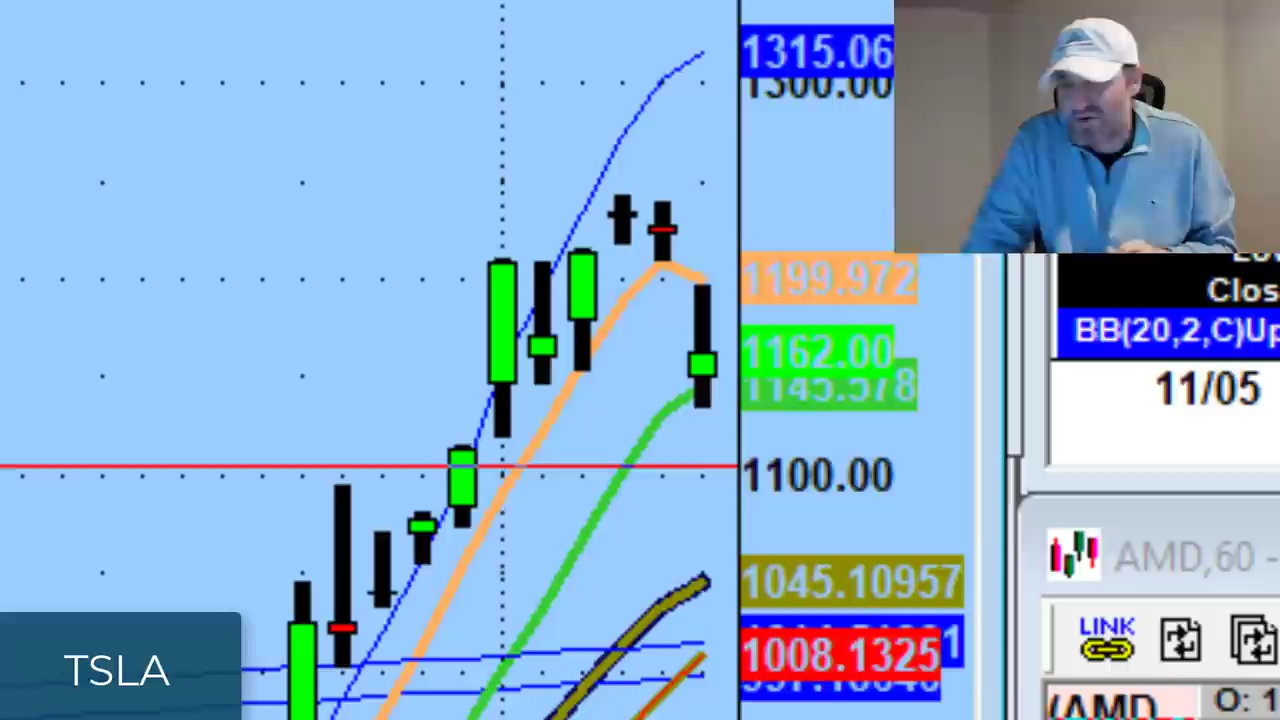 1315.06
1300.00
1199.972
1162.00
1145.578
1100.00
1045.10957
1008.1325
Clos
BB(20,2,C)Up
11/05
AMD,60 -
LINK
(AMD
O: 1
TSLA